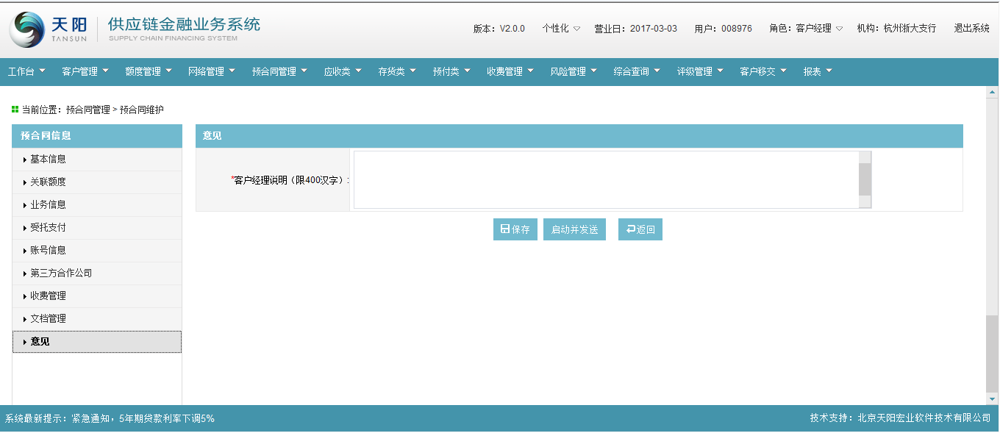 天阳 TANSUN 供应链金融业务系统 SUPPLY CHAIN FINANCING SYSTEM
版本：V2.0.0 个性化 营业日：2017-03-03 用户：008976 角色：客户经理 机构：杭州浙大支行 退出系统
工作台 客户管理 额度管理 网络管理 预合同管理 应收类 存货类 预付类 收费管理 风险管理 综合查询 评级管理 客户移交 报表
当前位置：预合同管理 > 预合同维护
预合同信息
基本信息
关联额度
业务信息
受托支付
账号信息
第三方合作公司
收费管理
文档管理
意见
意见
*客户经理说明（限400汉字）:
保存 启动并发送 返回
系统最新提示：紧急通知，5年期贷款利率下调5%
技术支持：北京天阳宏业软件技术有限公司